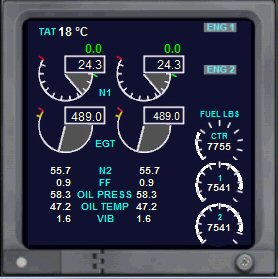 TAT 18 °C
ENG 1
0.0 0.0
24.3 24.3
ENG 2
N1
489.0 489.0
FUEL LBS
CTR
7755
EGT
55.7 N2 55.7
0.9 FF 0.9
1
7541
58.3 OIL PRESS 58.3
47.2 OIL TEMP 47.2
1.6 VIB 1.6
2
7541